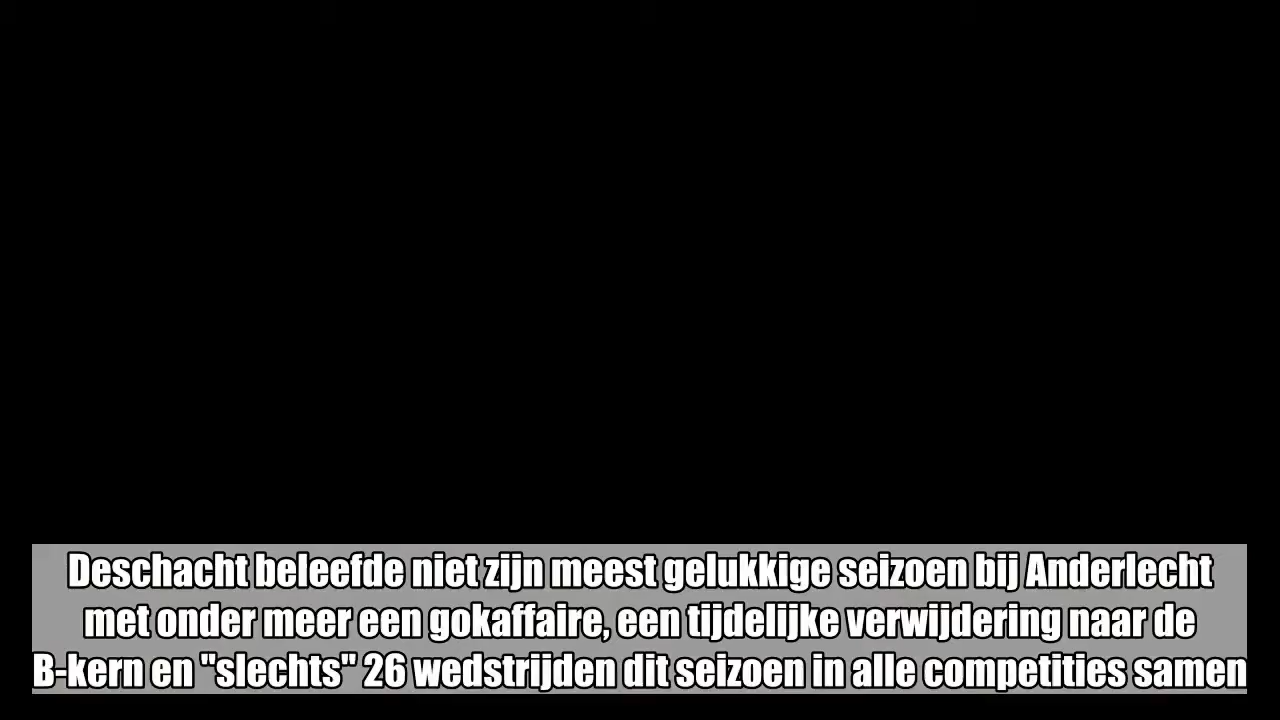 Deschacht beleefde niet zijn meest gelukkige seizoen bij Anderlecht
met onder meer een gokaffaire, een tijdelijke verwijdering naar de
B-kern en "slechts" 26 wedstrijden dit seizoen in alle competities samen